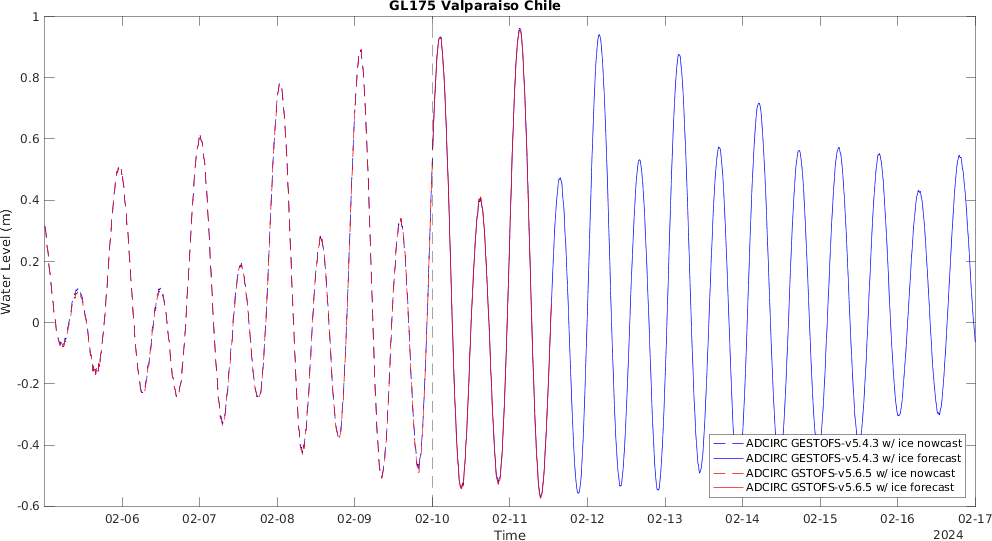 GL175 Valparaiso Chile
1
0.8
0.6
0.4
0.2
0
-0.2
-0.4
-0.6
Water Level (m)
ADCIRC GESTOFS-v5.4.3 w/ ice nowcast
ADCIRC GESTOFS-v5.4.3 w/ ice forecast
ADCIRC GSTOFS-v5.6.5 w/ ice nowcast
ADCIRC GSTOFS-v5.6.5 w/ ice forecast
02-06 02-07 02-08 02-09 02-10 02-11 02-12 02-13 02-14 02-15 02-16 02-17
Time
2024